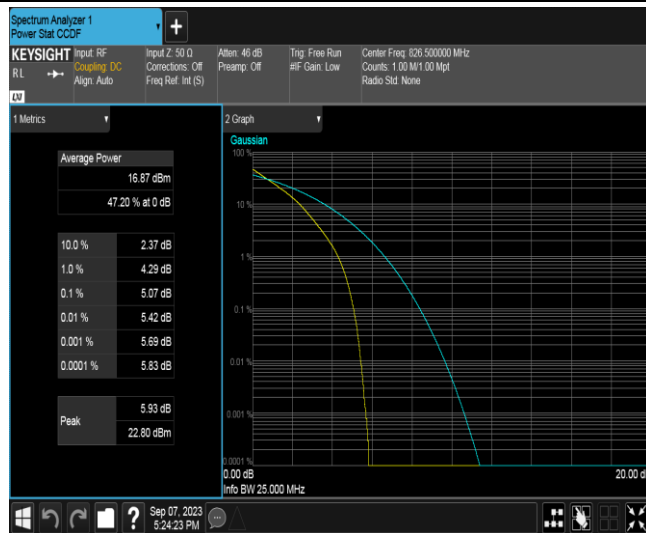 Spectrum Analyzer 1
Power Stat CCDF
+
KEYSIGHT
RL
LXI
Input: RF
Coupling: DC
Align: Auto
Input Z: 50 Ω
Corrections: Off
Freq Ref: Int (S)
Atten: 46 dB
Preamp: Off
Trig: Free Run
#IF Gain: Low
Center Freq: 826.500000 MHz
Counts: 1.00 M/1.00 Mpt
Radio Std: None
1 Metrics
Average Power
16.87 dBm
47.20 % at 0 dB
10.0 % 2.37 dB
1.0 % 4.29 dB
0.1 % 5.07 dB
0.01 % 5.42 dB
0.001 % 5.69 dB
0.0001 % 5.83 dB
Peak
5.93 dB
22.80 dBm
2 Graph
Gaussian
100 %
10 %
1 %
0.1 %
0.01 %
0.001 %
0.0001 %
0.00 dB
20.00 d
Info BW 25.000 MHz
?
Sep 07, 2023
5:24:23 PM